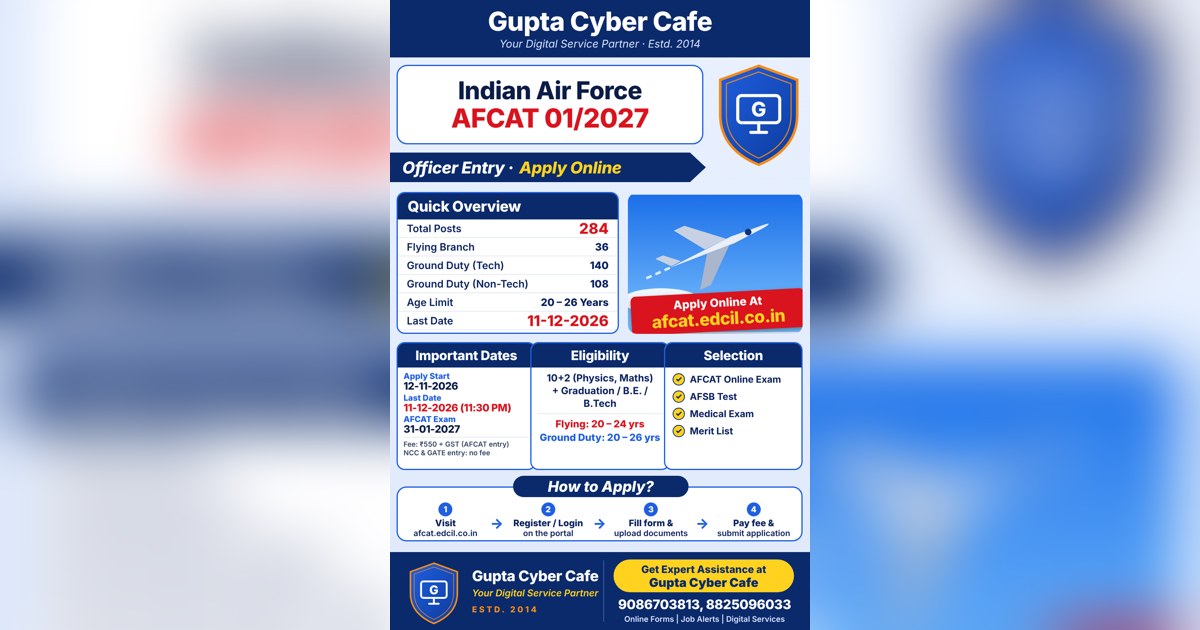 Gupta Cyber Cafe
Your Digital Service Partner · Estd. 2014
Indian Air Force
AFCAT 01/2027
G
Officer Entry · Apply Online
Quick Overview
Total Posts 284
Flying Branch 36
Ground Duty (Tech) 140
Ground Duty (Non-Tech) 108
Age Limit 20 – 26 Years
Last Date 11-12-2026
Apply Online At
afcat.edcil.co.in
Important Dates
Apply Start
12-11-2026
Last Date
11-12-2026 (11:30 PM)
AFCAT Exam
31-01-2027
Fee: ₹550 + GST (AFCAT entry)
NCC & GATE entry: no fee
Eligibility
10+2 (Physics, Maths)
+ Graduation / B.E. /
B.Tech
Flying: 20 – 24 yrs
Ground Duty: 20 – 26 yrs
Selection
AFCAT Online Exam
AFSB Test
Medical Exam
Merit List
How to Apply?
1
Visit
afcat.edcil.co.in
2
Register / Login
on the portal
3
Fill form &
upload documents
4
Pay fee &
submit application
G
Gupta Cyber Cafe
Your Digital Service Partner
ESTD. 2014
Get Expert Assistance at
Gupta Cyber Cafe
9086703813, 8825096033
Online Forms | Job Alerts | Digital Services